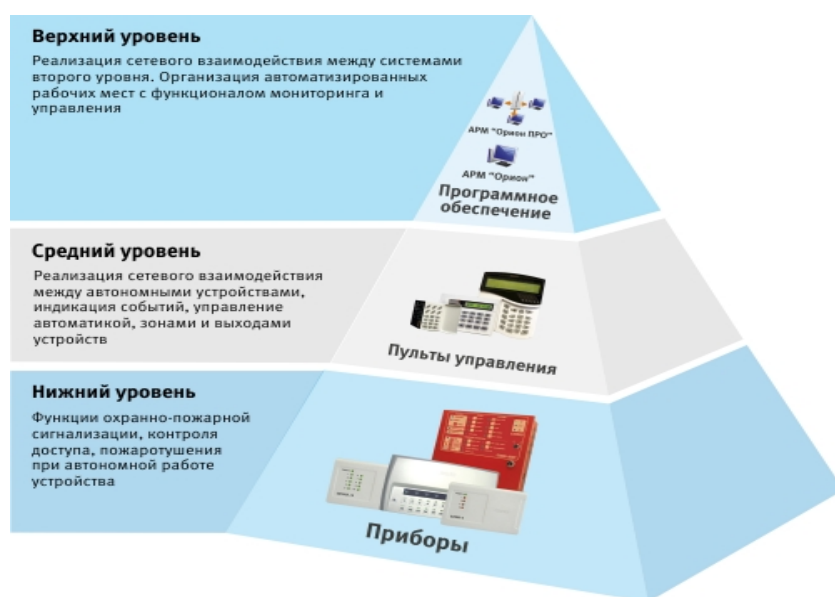 Верхний уровень
Реализация сетевого взаимодействия между системами
второго уровня. Организация автоматизированных
рабочих мест с функционалом мониторинга и
управления
АРМ "Орион ПРО"
АРМ "Орион"
Программное
обеспечение
Средний уровень
Реализация сетевого взаимодействия
между автономными устройствами,
индикация событий, управление
автоматикой, зонами и выходами
устройств
Пульты управления
Нижний уровень
Функции охранно-пожарной
сигнализации, контроля
доступа, пожаротушения
при автономной работе
устройства
Приборы